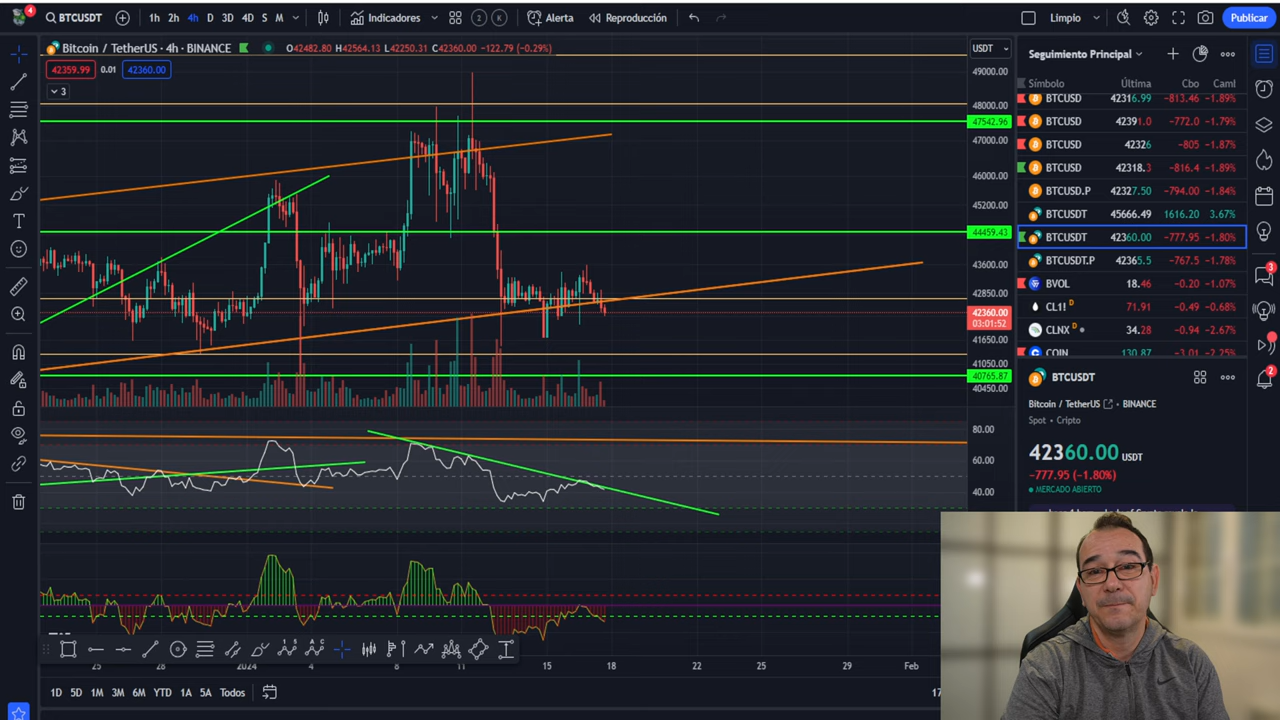 4 BTCUSDT 1h 2h 4h D 3D 4D S M Indicadores 2 K Alerta Reproducción Limpio Publicar
Bitcoin / TetherUS · 4h · BINANCE O42482.80 H42564.13 L42250.31 C42360.00 −122.79 (−0.29%) USDT
42359.99 0.01 42360.00
3
49000.00
48000.00
47542.96
47000.00
46000.00
45200.00
44459.43
43600.00
42850.00
42360.00
03:01:52
41650.00
41050.00
40765.87
40450.00
80.00
60.00
40.00
25 28 2024 4 8 11 15 18 22 25 29 Feb
1D 5D 1M 3M 6M YTD 1A 5A Todos 17
Seguimiento Principal
Símbolo Última Cbo Caml
BTCUSD 42316.99 −813.46 −1.89%
BTCUSD 42391.0 −772.0 −1.79%
BTCUSD 42326 −805 −1.87%
BTCUSD 42318.3 −816.4 −1.89%
BTCUSD.P 42327.50 −794.00 −1.84%
BTCUSDT 45666.49 1616.20 3.67%
BTCUSDT 42360.00 −777.95 −1.80%
BTCUSDT.P 42365.5 −767.5 −1.78%
BVOL 18.46 −0.20 −1.07%
CL1! D 71.91 −0.49 −0.68%
CLNX D 34.28 −0.94 −2.67%
COIN 130.87 −3.01 −2.25%
3
2
BTCUSDT
Bitcoin / TetherUS BINANCE
Spot • Cripto
42360.00 USDT
−777.95 (−1.80%)
MERCADO ABIERTO